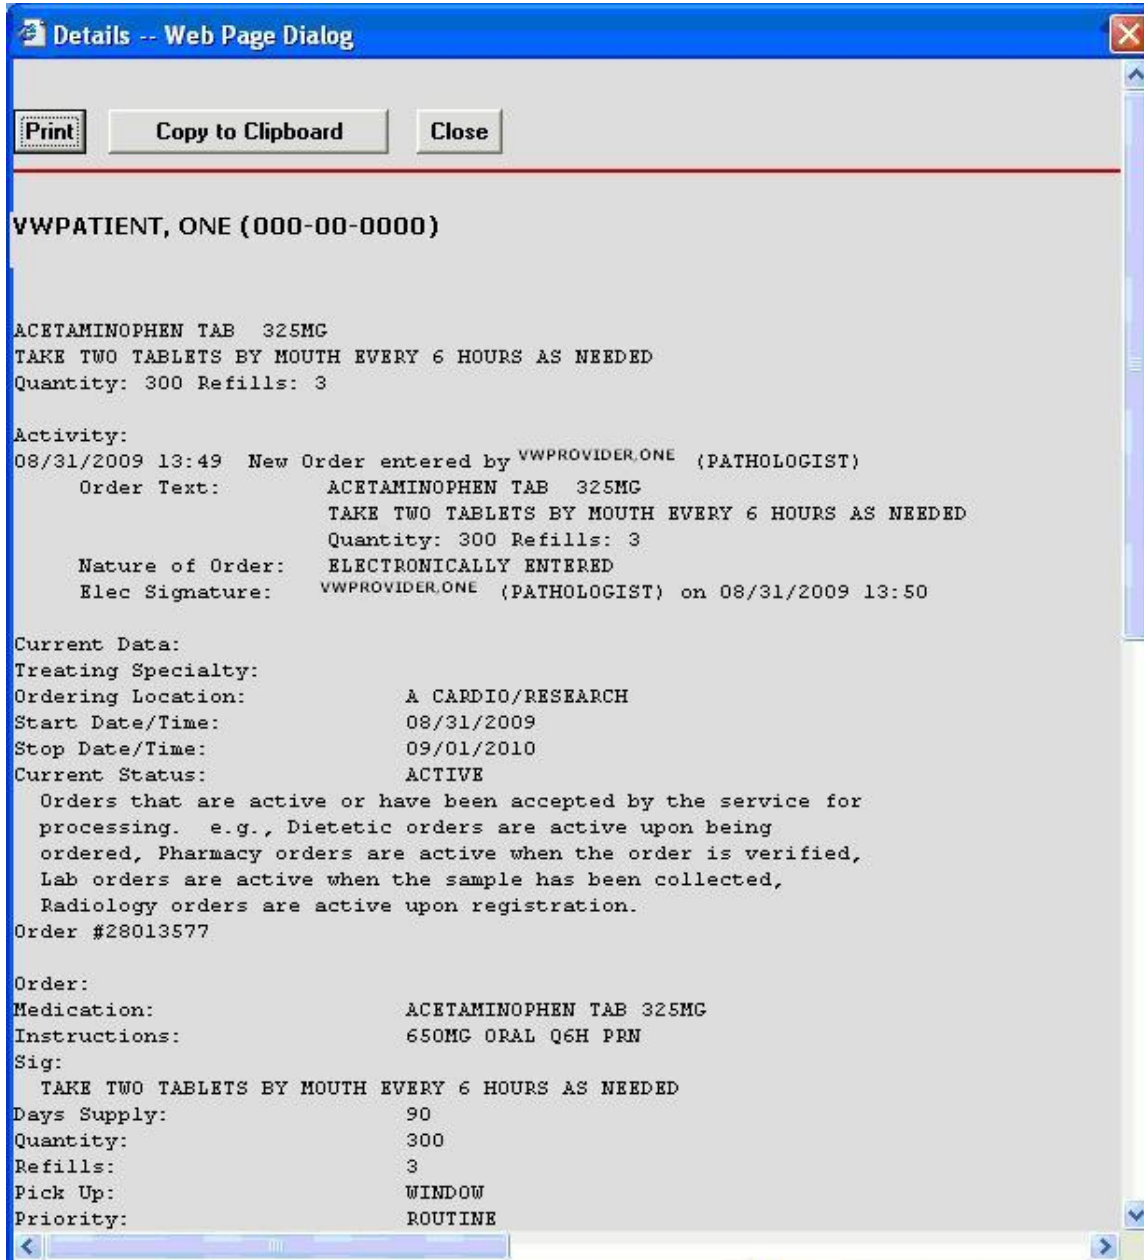 Details -- Web Page Dialog
Print Copy to Clipboard Close
VWPATIENT, ONE (000-00-0000)
ACETAMINOPHEN TAB  325MG
TAKE TWO TABLETS BY MOUTH EVERY 6 HOURS AS NEEDED
Quantity: 300 Refills: 3
Activity:
08/31/2009 13:49  New Order entered by VWPROVIDER,ONE (PATHOLOGIST)
Order Text: ACETAMINOPHEN TAB  325MG
TAKE TWO TABLETS BY MOUTH EVERY 6 HOURS AS NEEDED
Quantity: 300 Refills: 3
Nature of Order: ELECTRONICALLY ENTERED
Elec Signature: VWPROVIDER,ONE (PATHOLOGIST) on 08/31/2009 13:50
Current Data:
Treating Specialty:
Ordering Location: A CARDIO/RESEARCH
Start Date/Time: 08/31/2009
Stop Date/Time: 09/01/2010
Current Status: ACTIVE
Orders that are active or have been accepted by the service for
processing.  e.g., Dietetic orders are active upon being
ordered, Pharmacy orders are active when the order is verified,
Lab orders are active when the sample has been collected,
Radiology orders are active upon registration.
Order #28013577
Order:
Medication: ACETAMINOPHEN TAB 325MG
Instructions: 650MG ORAL Q6H PRN
Sig:
TAKE TWO TABLETS BY MOUTH EVERY 6 HOURS AS NEEDED
Days Supply: 90
Quantity: 300
Refills: 3
Pick Up: WINDOW
Priority: ROUTINE